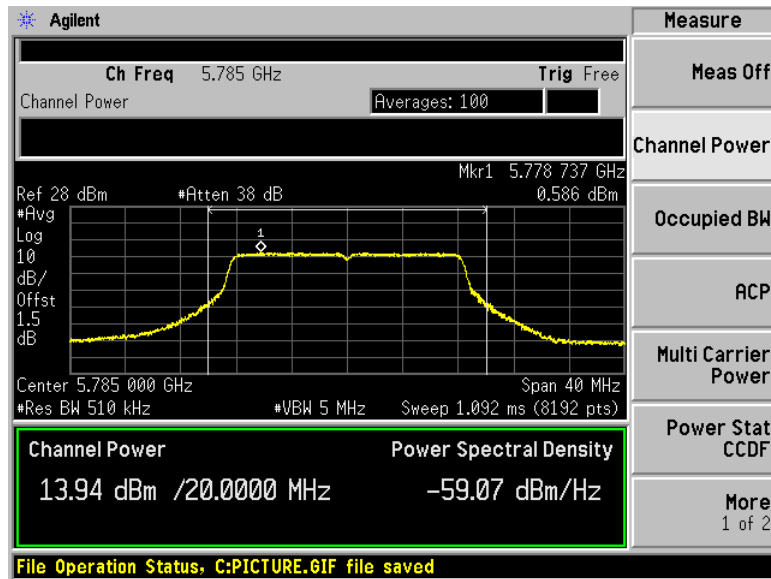 Agilent
Measure
Ch Freq 5.785 GHz Trig Free
Channel Power Averages: 100
Meas Off
Channel Power
Occupied BW
ACP
Multi Carrier
Power
Power Stat
CCDF
More
1 of 2
Mkr1 5.778 737 GHz
Ref 28 dBm #Atten 38 dB 0.586 dBm
#Avg
Log
10
dB/
Offst
1.5
dB
1
Center 5.785 000 GHz Span 40 MHz
#Res BW 510 kHz #VBW 5 MHz Sweep 1.092 ms (8192 pts)
Channel Power Power Spectral Density
13.94 dBm /20.0000 MHz -59.07 dBm/Hz
File Operation Status, C:PICTURE.GIF file saved